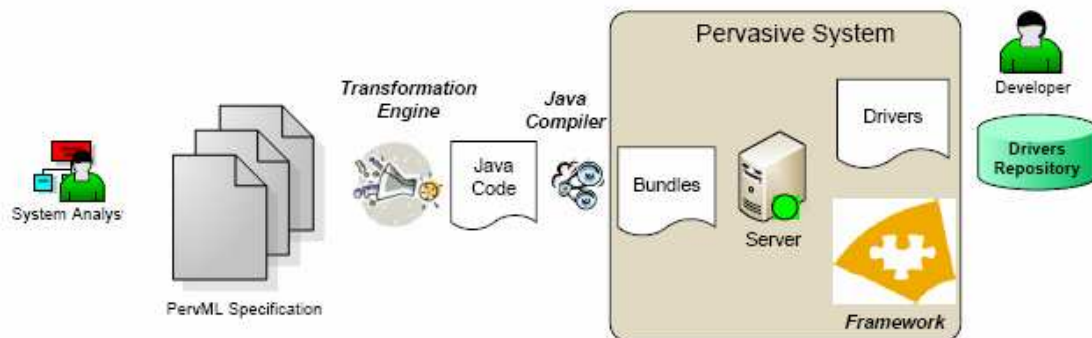 Pervasive System
Transformation
Engine
Java
Compiler
Developer
Drivers
Java
Code
Bundles
Drivers
Repository
System Analys
Server
PervML Specification
Framework